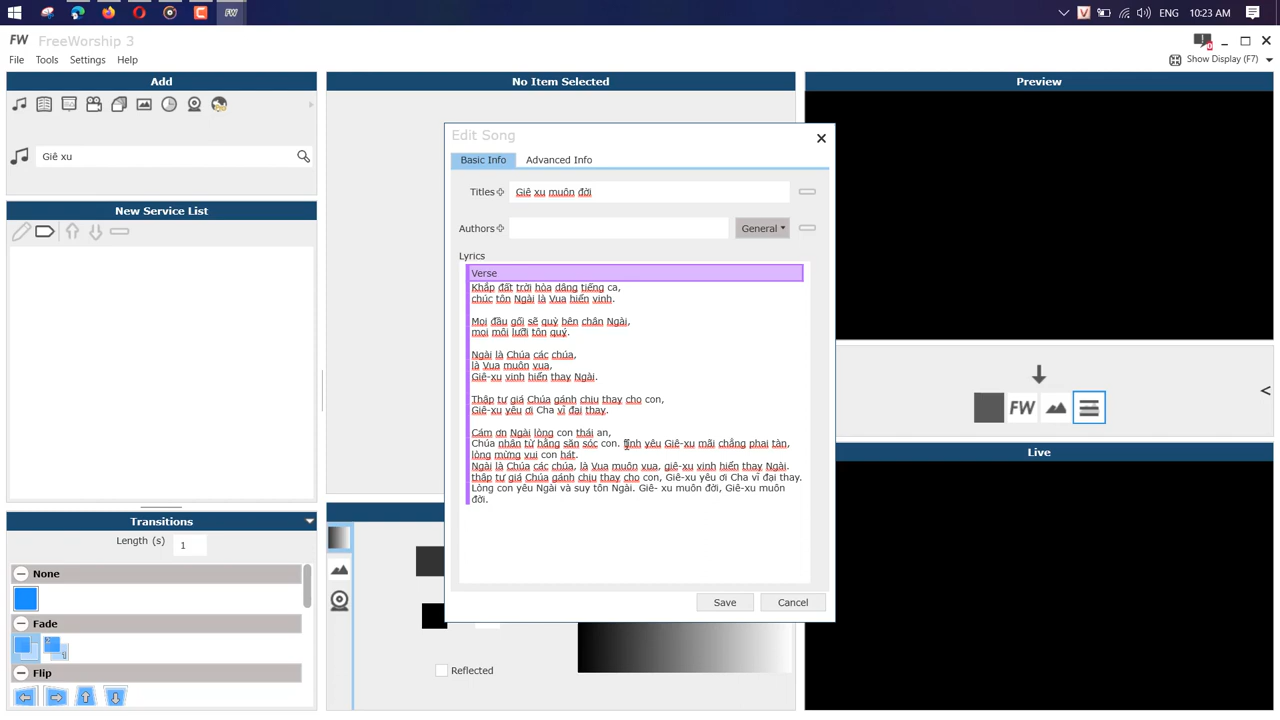 FW
ENG
10:23 AM
FW FreeWorship 3
File Tools Settings Help
Show Display (F7)
Add
No Item Selected
Preview
Giê xu
New Service List
Edit Song
Basic Info Advanced Info
Titles
Giê xu muôn đời
Authors
General
Lyrics
Verse
Khắp đất trời hòa dâng tiếng ca,
chúc tôn Ngài là Vua hiển vinh.
Mọi đầu gối sẽ quỳ bên chân Ngài,
mọi môi lưỡi tôn quý.
Ngài là Chúa các chúa,
là Vua muôn vua,
Giê-xu vinh hiển thay Ngài.
Thập tự giá Chúa gánh chịu thay cho con,
Giê-xu yêu ơi Cha vĩ đại thay.
Cám ơn Ngài lòng con thái an,
Chúa nhân từ hằng săn sóc con. tình yêu Giê-xu mãi chẳng phai tàn,
lòng mừng vui con hát.
Ngài là Chúa các chúa, là Vua muôn vua, giê-xu vinh hiển thay Ngài.
thập tự giá Chúa gánh chịu thay cho con, Giê-xu yêu ơi Cha vĩ đại thay.
Lòng con yêu Ngài và suy tôn Ngài. Giê- xu muôn đời, Giê-xu muôn
đời.
Save Cancel
FW
Live
Transitions
Length (s) 1
None
Fade
Flip
Reflected